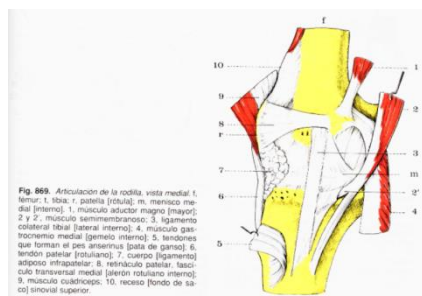 f
10
1
9
2
8
r
3
m
7
6
2'
4
5
Fig. 869. Articulación de la rodilla, vista medial. f,
fémur; t, tibia; r, patella [rótula]; m, menisco me-
dial [interno]. 1, músculo aductor magno [mayor];
2 y 2', músculo semimembranoso; 3, ligamento
colateral tibial [lateral interno]; 4, músculo gas-
trocnemio medial [gemelo interno]; 5, tendones
que forman el pes anserinus [pata de ganso]; 6,
tendón patelar [rotuliano]; 7, cuerpo [ligamento]
adiposo infrapatelar; 8, retináculo patelar, fascí-
culo transversal medial [alerón rotuliano interno];
9, músculo cuádriceps; 10, receso [fondo de sa-
co] sinovial superior.